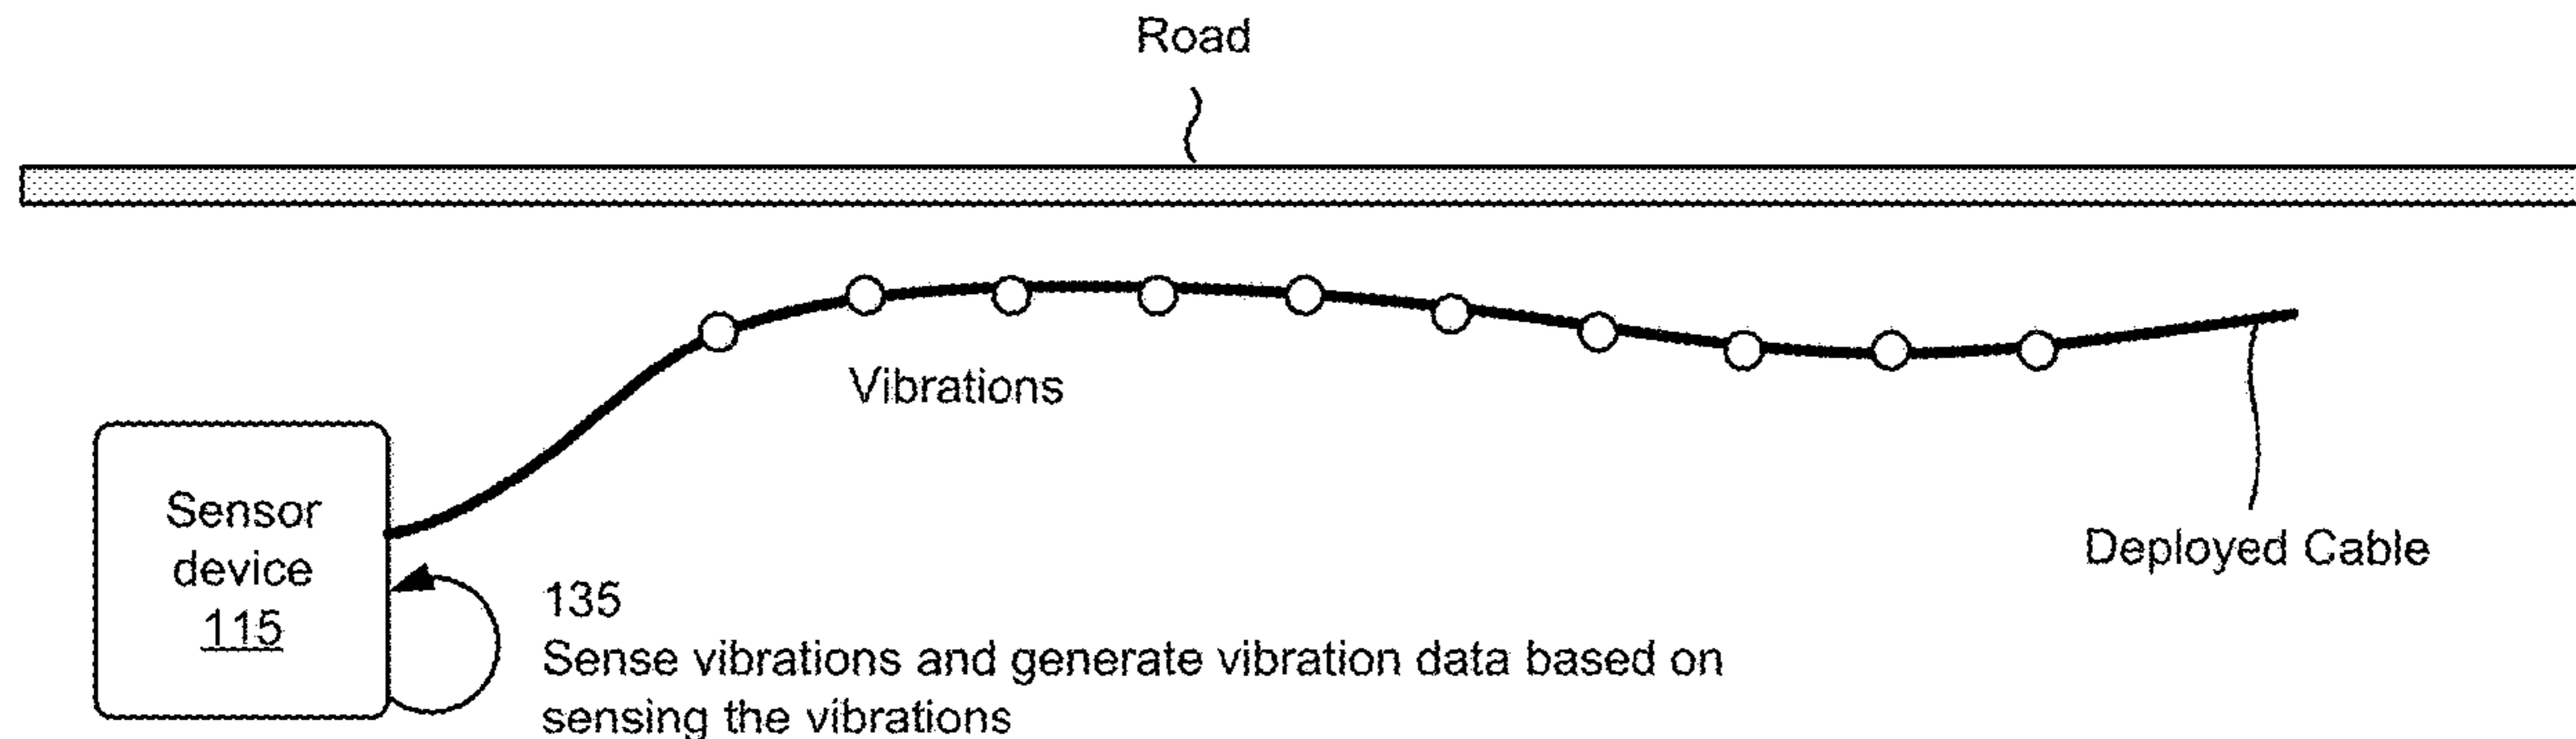 Road
Vibrations
Sensor
device
115
135
Sense vibrations and generate vibration data based on
sensing the vibrations
Deployed Cable